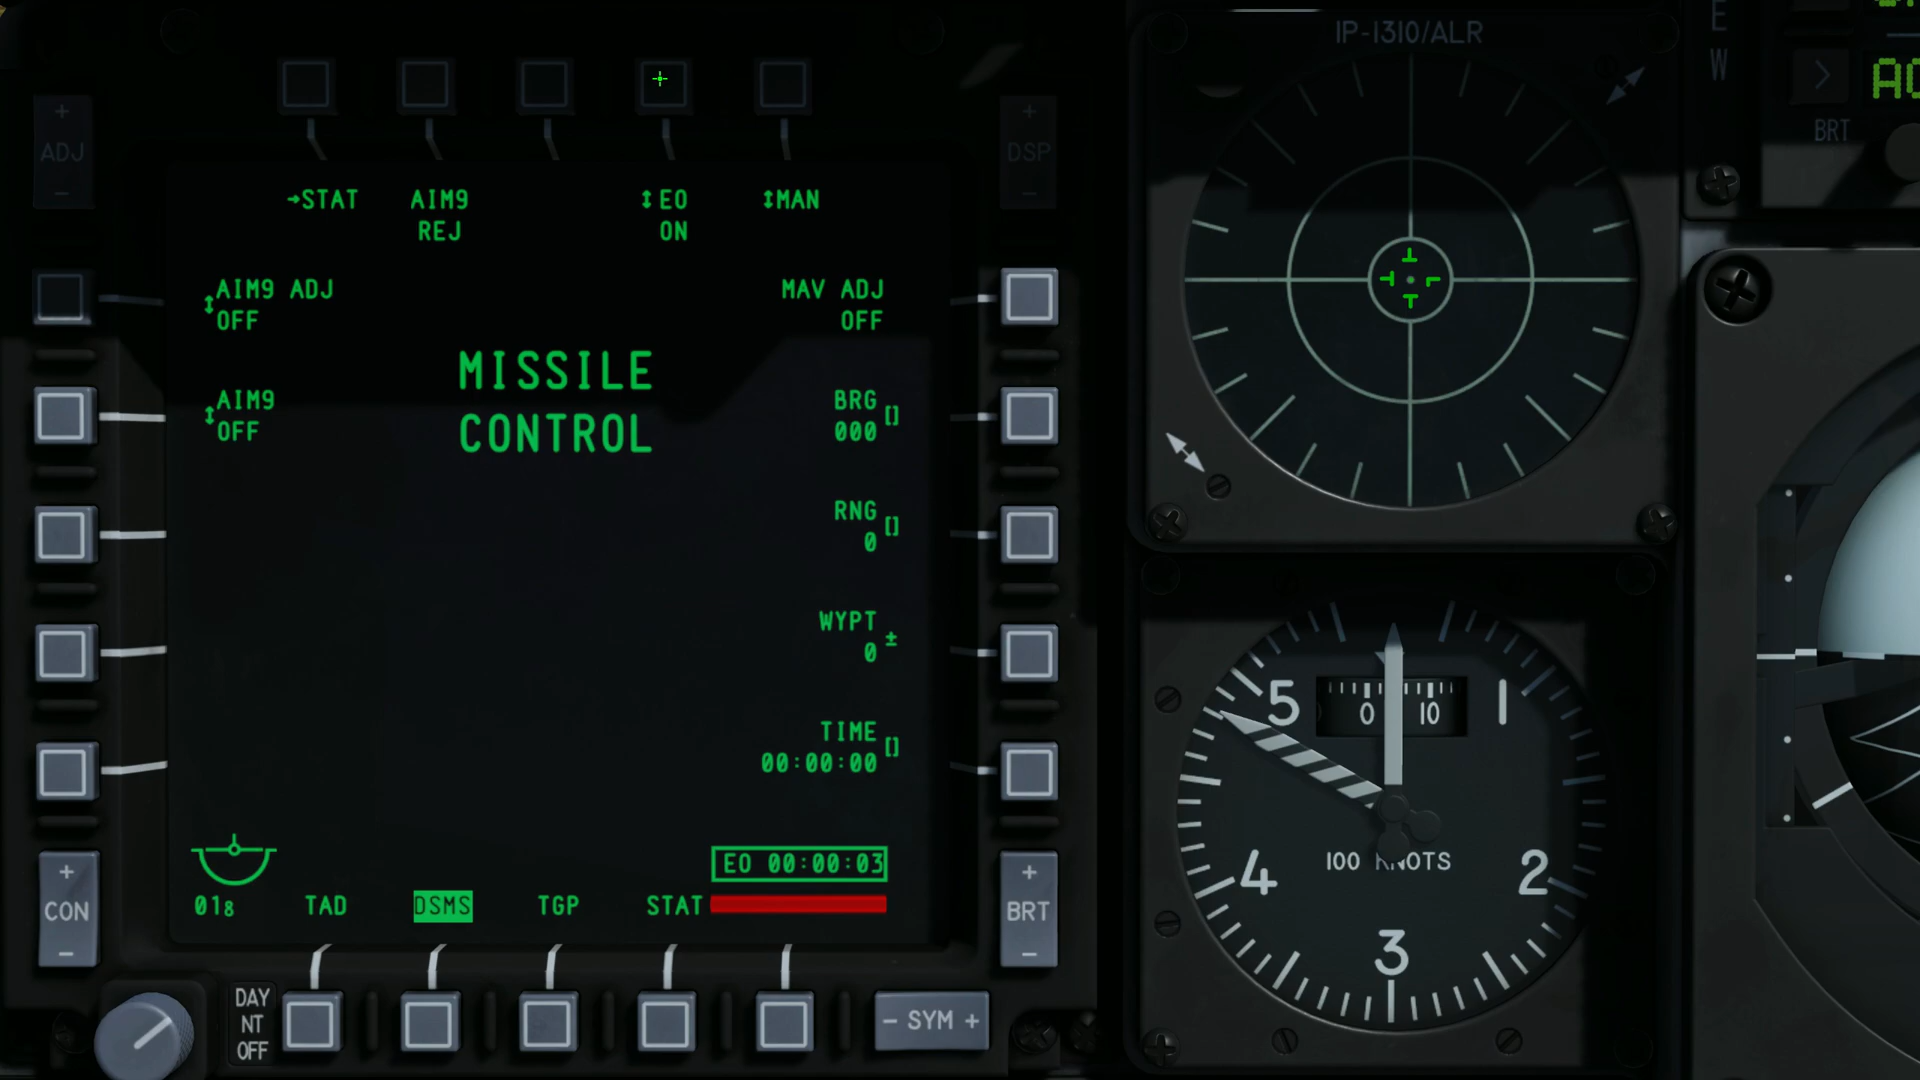 IP-1310/ALR
E
W
AC
BRT
+
ADJ
-
+
DSP
-
→STAT
AIM9
REJ
↕EO
ON
↕MAN
↕AIM9 ADJ
OFF
MAV ADJ
OFF
MISSILE
CONTROL
↕AIM9
OFF
BRG []
000
RNG []
0
WYPT ±
0
TIME []
00:00:00
EO 00:00:03
018
TAD
DSMS
TGP
STAT
+
CON
-
+
BRT
-
DAY
NT
OFF
- SYM +
5
0 10
1
100 KNOTS
4
2
3